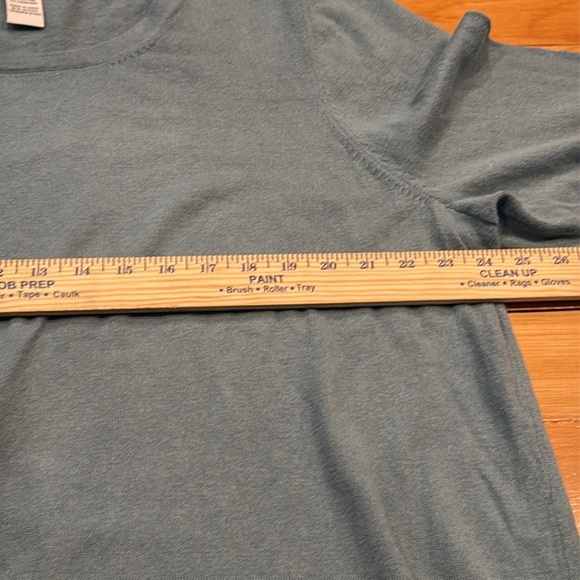 2 13 14 15 16 17 18 19 20 21 22 23 24 25 26
OB PREP PAINT CLEAN UP
r • Tape • Caulk • Brush • Roller • Tray • Cleaner • Rags • Gloves